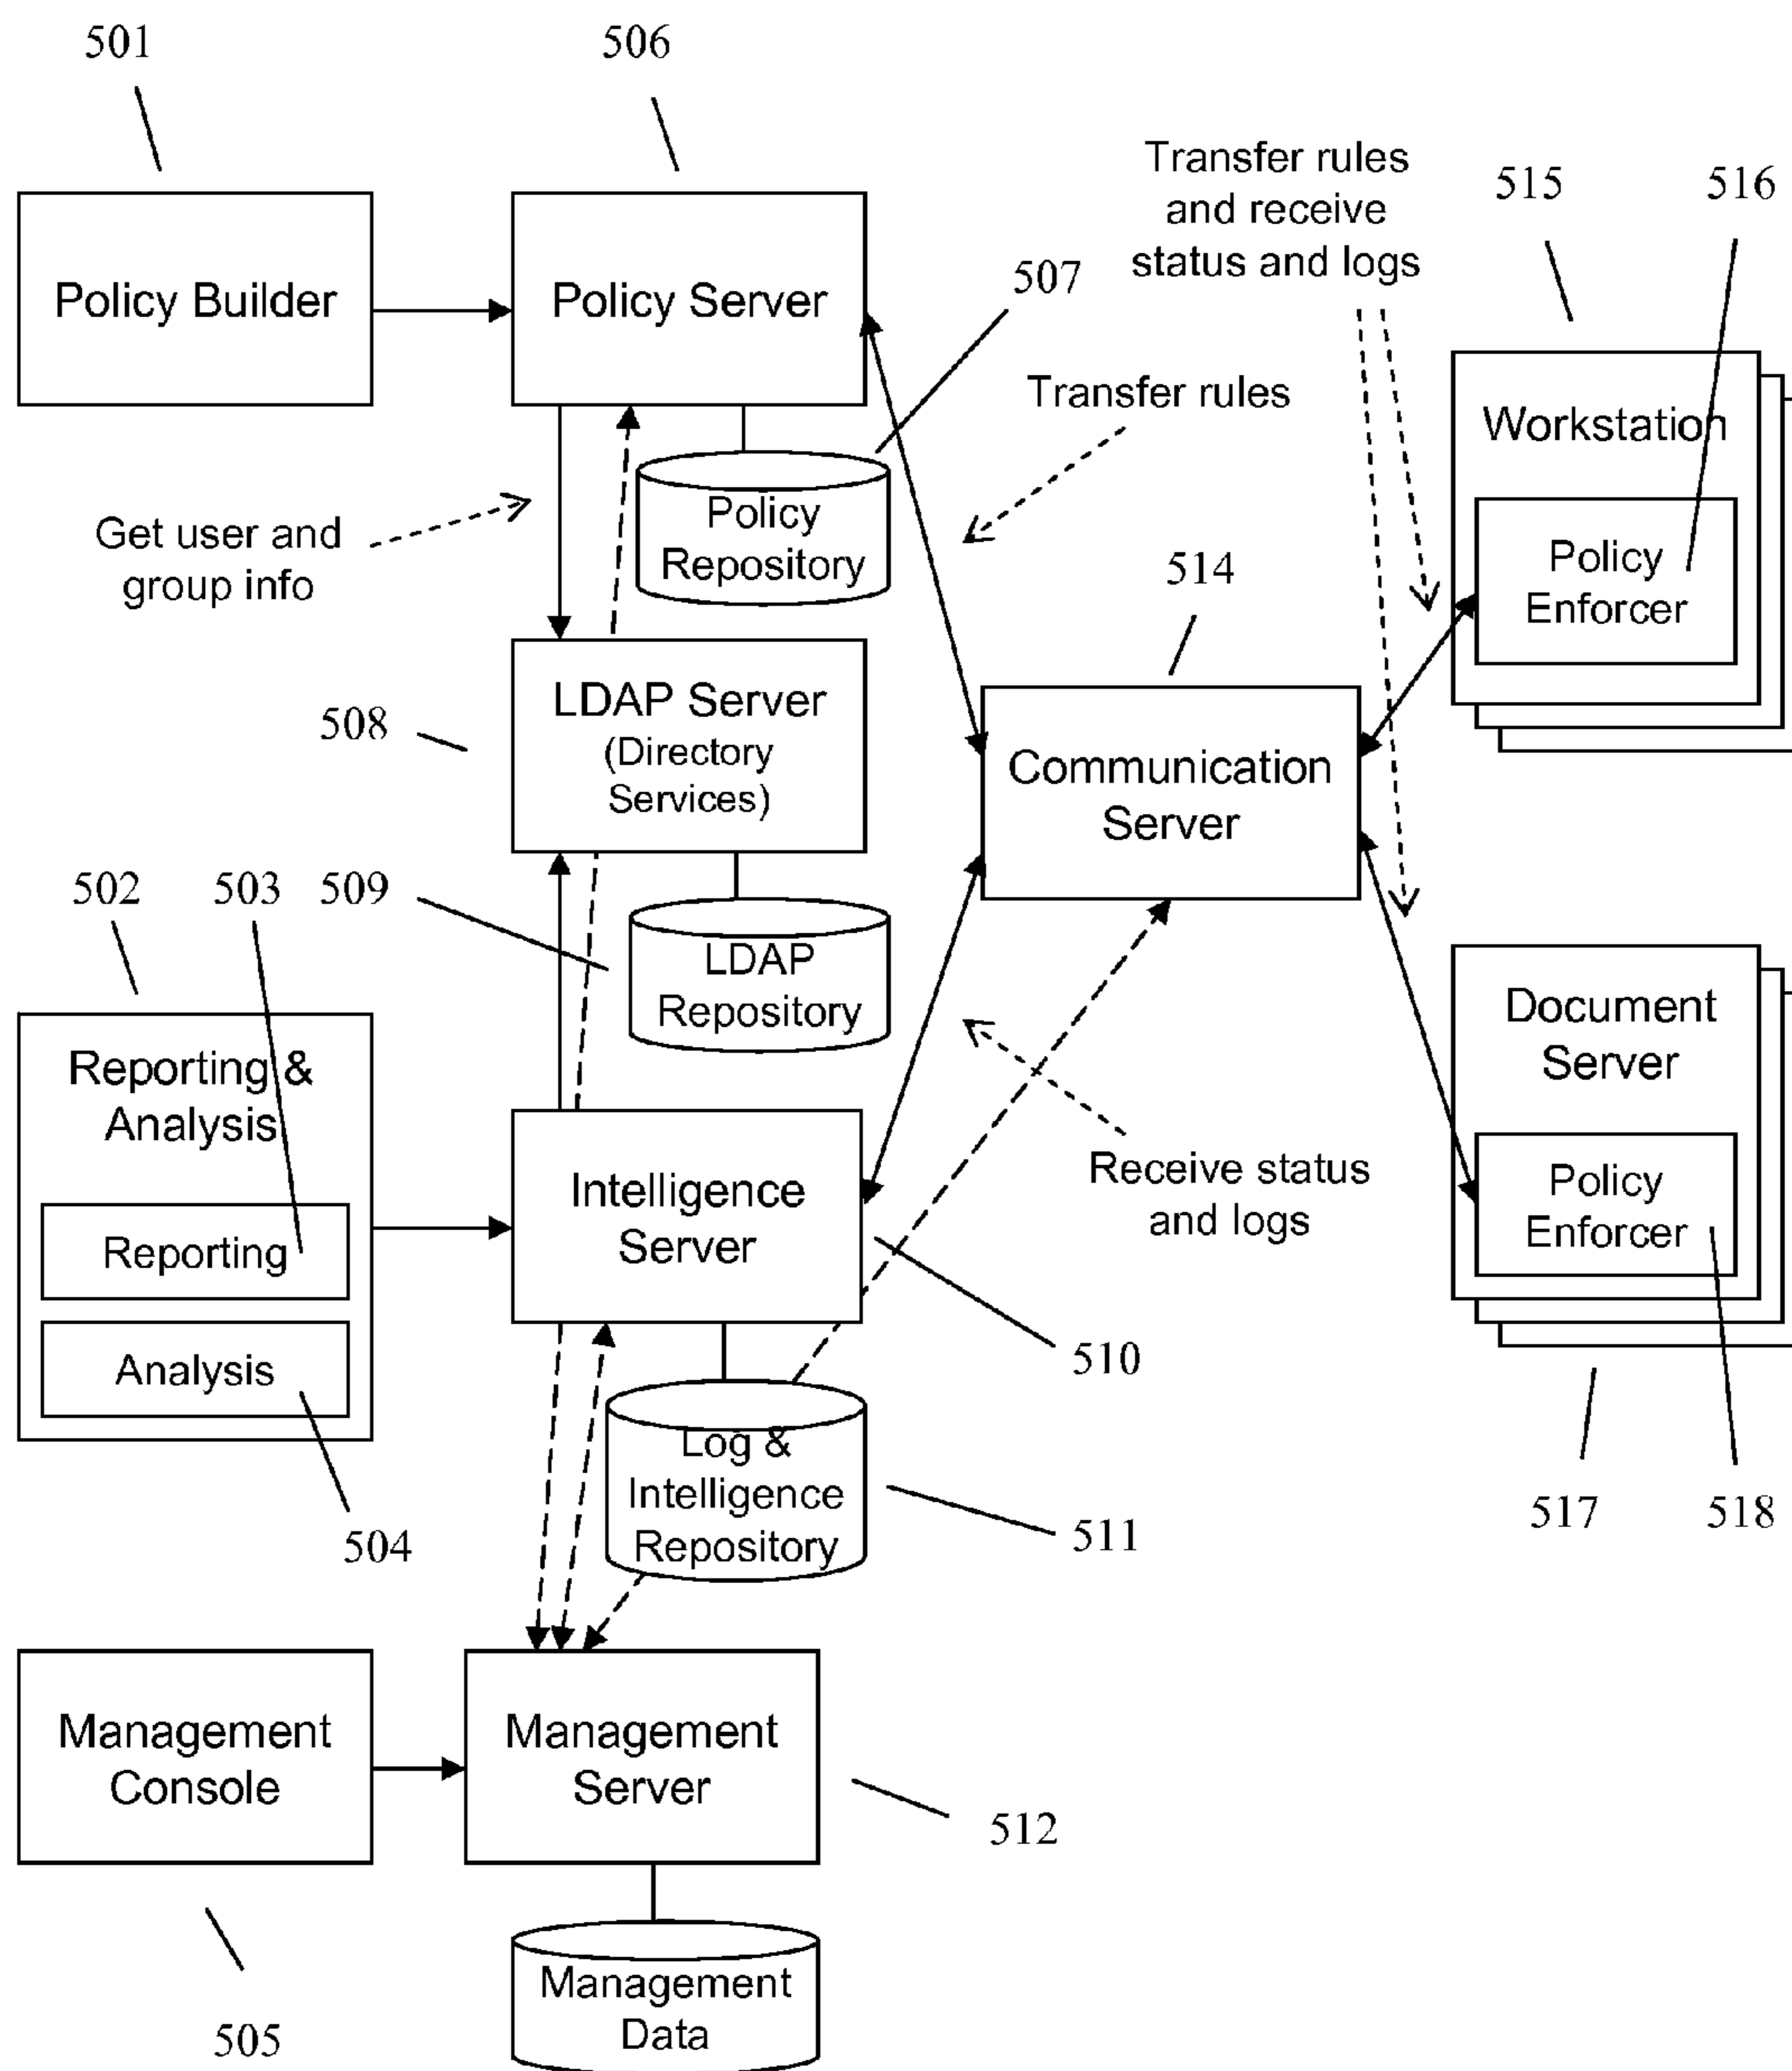 501
506
Transfer rules
and receive
status and logs
515
516
507
Policy Builder
Policy Server
Transfer rules
Workstation
Policy
Repository
Get user and
group info
Policy
Enforcer
514
508
LDAP Server
(Directory
Services)
Communication
Server
502
503
509
LDAP
Repository
Document
Server
Reporting &
Analysis
Intelligence
Server
Receive status
and logs
Policy
Enforcer
Reporting
Analysis
510
Log &
Intelligence
Repository
511
504
517
518
Management
Console
Management
Server
512
Management
Data
505